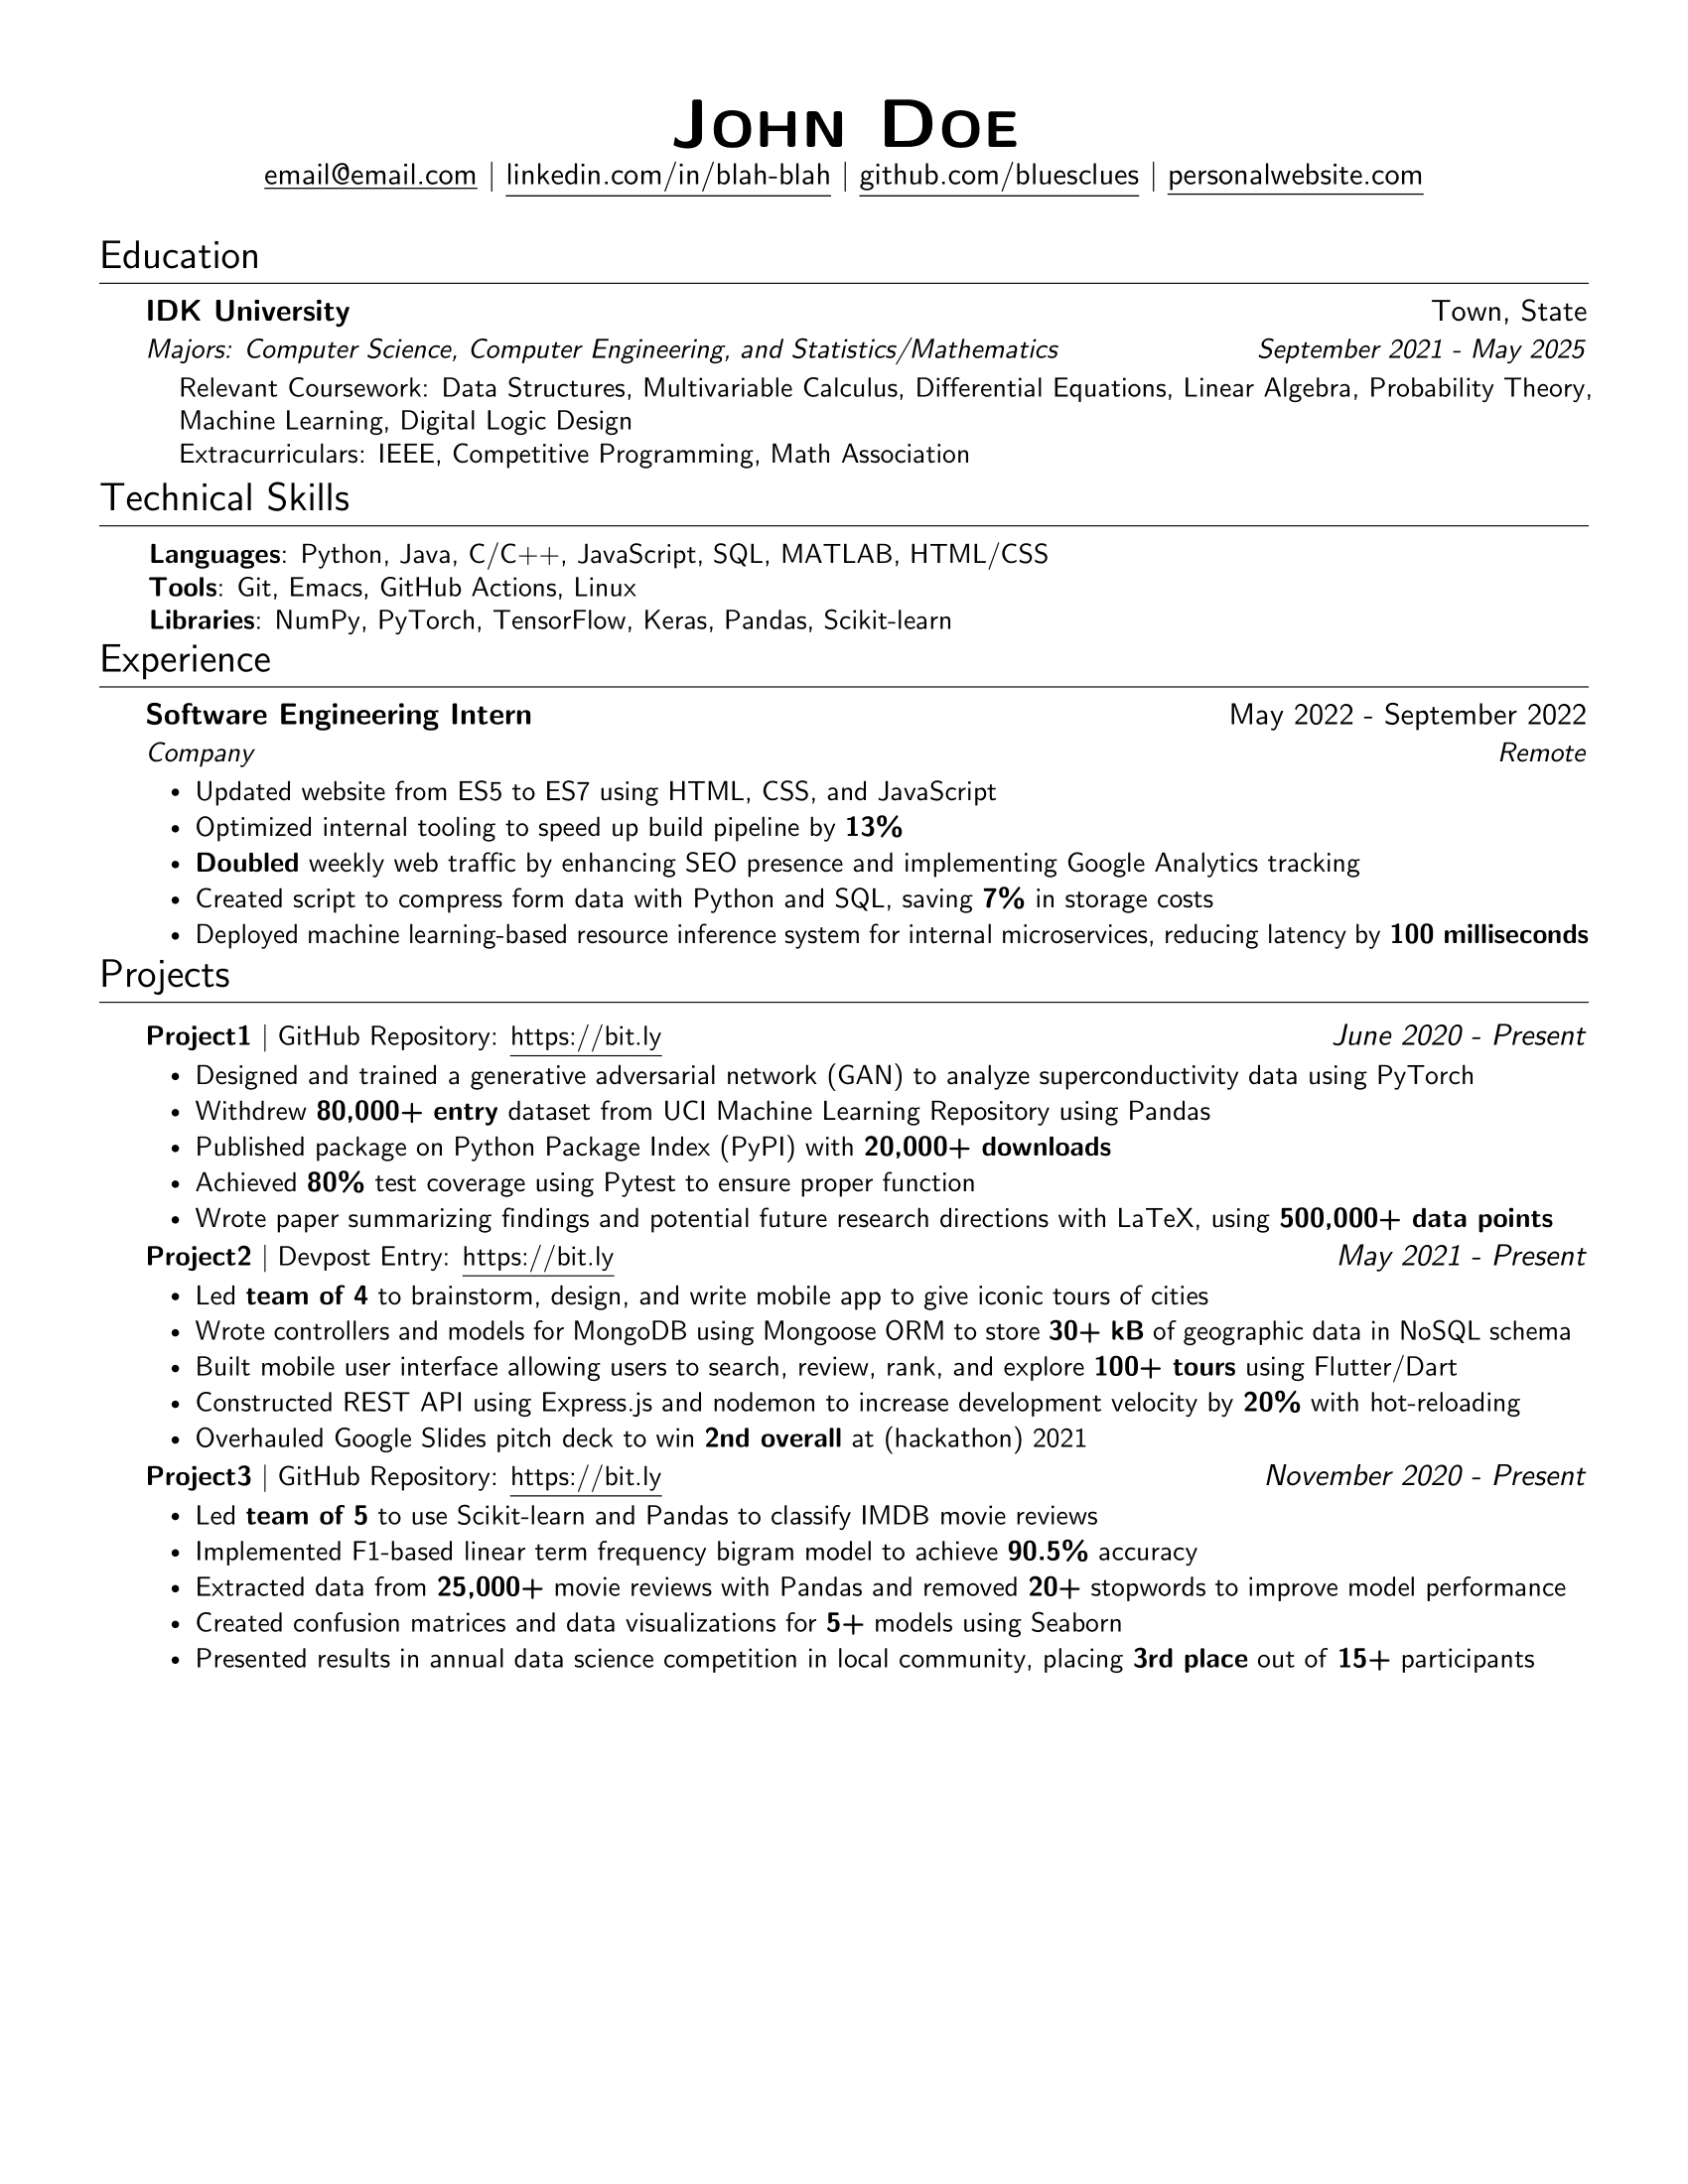 John Doe
email@email.com | linkedin.com/in/blah-blah | github.com/bluesclues | personalwebsite.com
Education
IDK University Town, State
Majors: Computer Science, Computer Engineering, and Statistics/Mathematics September 2021 - May 2025
Relevant Coursework: Data Structures, Multivariable Calculus, Differential Equations, Linear Algebra, Probability Theory,
Machine Learning, Digital Logic Design
Extracurriculars: IEEE, Competitive Programming, Math Association
Technical Skills
Languages: Python, Java, C/C++, JavaScript, SQL, MATLAB, HTML/CSS
Tools: Git, Emacs, GitHub Actions, Linux
Libraries: NumPy, PyTorch, TensorFlow, Keras, Pandas, Scikit-learn
Experience
Software Engineering Intern May 2022 - September 2022
Company Remote
• Updated website from ES5 to ES7 using HTML, CSS, and JavaScript
• Optimized internal tooling to speed up build pipeline by 13%
• Doubled weekly web traffic by enhancing SEO presence and implementing Google Analytics tracking
• Created script to compress form data with Python and SQL, saving 7% in storage costs
• Deployed machine learning-based resource inference system for internal microservices, reducing latency by 100 milliseconds
Projects
Project1 | GitHub Repository: https://bit.ly June 2020 - Present
• Designed and trained a generative adversarial network (GAN) to analyze superconductivity data using PyTorch
• Withdrew 80,000+ entry dataset from UCI Machine Learning Repository using Pandas
• Published package on Python Package Index (PyPI) with 20,000+ downloads
• Achieved 80% test coverage using Pytest to ensure proper function
• Wrote paper summarizing findings and potential future research directions with LaTeX, using 500,000+ data points
Project2 | Devpost Entry: https://bit.ly May 2021 - Present
• Led team of 4 to brainstorm, design, and write mobile app to give iconic tours of cities
• Wrote controllers and models for MongoDB using Mongoose ORM to store 30+ kB of geographic data in NoSQL schema
• Built mobile user interface allowing users to search, review, rank, and explore 100+ tours using Flutter/Dart
• Constructed REST API using Express.js and nodemon to increase development velocity by 20% with hot-reloading
• Overhauled Google Slides pitch deck to win 2nd overall at (hackathon) 2021
Project3 | GitHub Repository: https://bit.ly November 2020 - Present
• Led team of 5 to use Scikit-learn and Pandas to classify IMDB movie reviews
• Implemented F1-based linear term frequency bigram model to achieve 90.5% accuracy
• Extracted data from 25,000+ movie reviews with Pandas and removed 20+ stopwords to improve model performance
• Created confusion matrices and data visualizations for 5+ models using Seaborn
• Presented results in annual data science competition in local community, placing 3rd place out of 15+ participants